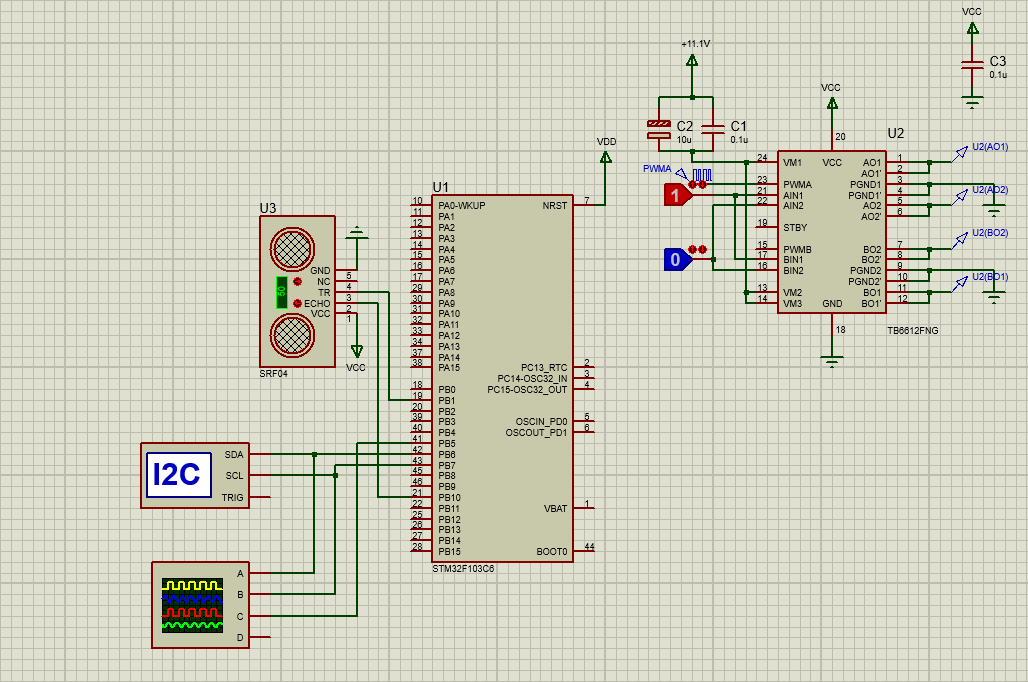 VCC
C3
0.1u
+11.1V
C2
10u
C1
0.1u
VCC
20
U2
PWMA
1
0
24 VM1
23 PWMA
21 AIN1
22 AIN2
19 STBY
15 PWMB
17 BIN1
16 BIN2
13 VM2
14 VM3
VCC
GND
18
AO1 1
AO1' 2
PGND1 3
PGND1' 4
AO2 5
AO2' 6
BO2 7
BO2' 8
PGND2 9
PGND2' 10
BO1 11
BO1' 12
U2(AO1)
U2(AO2)
U2(BO2)
U2(BO1)
TB6612FNG
VDD
U1
10 PA0-WKUP
11 PA1
12 PA2
13 PA3
14 PA4
15 PA5
16 PA6
17 PA7
29 PA8
30 PA9
31 PA10
32 PA11
33 PA12
34 PA13
37 PA14
38 PA15
18 PB0
19 PB1
20 PB2
39 PB3
40 PB4
41 PB5
42 PB6
43 PB7
45 PB8
46 PB9
21 PB10
22 PB11
25 PB12
26 PB13
27 PB14
28 PB15
NRST 7
PC13_RTC 2
PC14-OSC32_IN 3
PC15-OSC32_OUT 4
OSCIN_PD0 5
OSCOUT_PD1 6
VBAT 1
BOOT0 44
STM32F103C6
U3
50
GND 5
NC 4
TR 3
ECHO 2
VCC 1
VCC
SRF04
I2C
SDA
SCL
TRIG
A
B
C
D